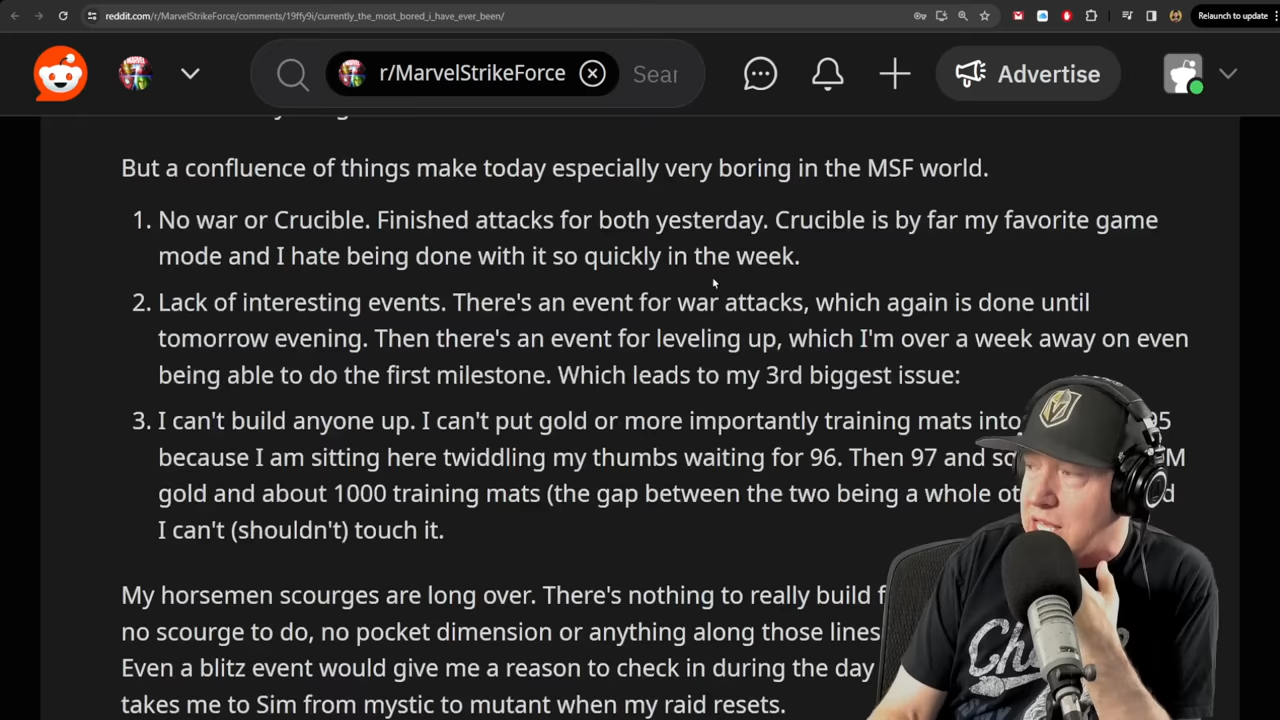 reddit.com/r/MarvelStrikeForce/comments/19ffy9i/currently_the_most_bored_i_have_ever_been/
Relaunch to update
r/MarvelStrikeForce
Sear
Advertise
But a confluence of things make today especially very boring in the MSF world.
1. No war or Crucible. Finished attacks for both yesterday. Crucible is by far my favorite game
mode and I hate being done with it so quickly in the week.
2. Lack of interesting events. There's an event for war attacks, which again is done until
tomorrow evening. Then there's an event for leveling up, which I'm over a week away on even
being able to do the first milestone. Which leads to my 3rd biggest issue:
3. I can't build anyone up. I can't put gold or more importantly training mats into 95
because I am sitting here twiddling my thumbs waiting for 96. Then 97 and so M
gold and about 1000 training mats (the gap between the two being a whole ot d
I can't (shouldn't) touch it.
My horsemen scourges are long over. There's nothing to really build f
no scourge to do, no pocket dimension or anything along those lines
Even a blitz event would give me a reason to check in during the day
takes me to Sim from mystic to mutant when my raid resets.